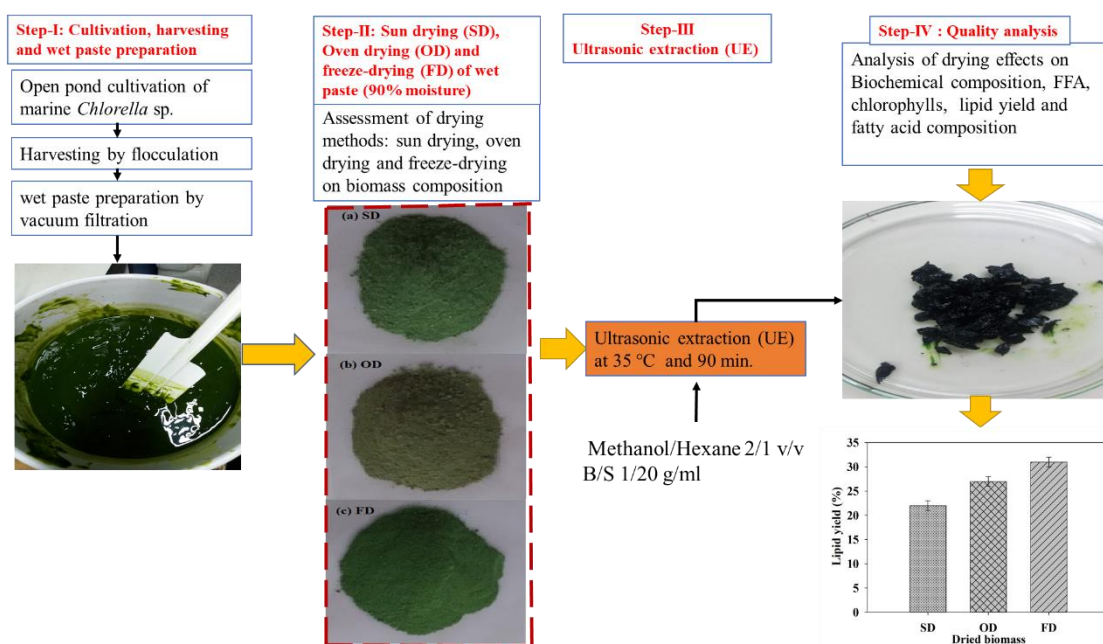 Step-I: Cultivation, harvesting
and wet paste preparation
Open pond cultivation of
marine Chlorella sp.
Harvesting by flocculation
wet paste preparation by
vacuum filtration
Step-II: Sun drying (SD),
Oven drying (OD) and
freeze-drying (FD) of wet
paste (90% moisture)
Assessment of drying
methods: sun drying, oven
drying and freeze-drying
on biomass composition
(a) SD
(b) OD
(c) FD
Step-III
Ultrasonic extraction (UE)
Ultrasonic extraction (UE)
at 35 °C and 90 min.
Methanol/Hexane 2/1 v/v
B/S 1/20 g/ml
Step-IV : Quality analysis
Analysis of drying effects on
Biochemical composition, FFA,
chlorophylls, lipid yield and
fatty acid composition
Lipid yield (%)
35
30
25
20
15
10
5
0
SD OD FD
Dried biomass